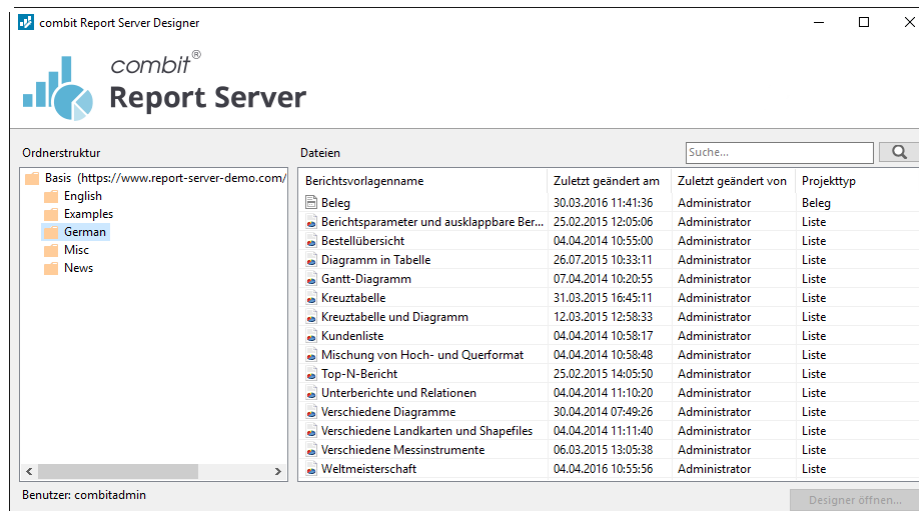 combit Report Server Designer
combit®
Report Server
Ordnerstruktur
Dateien
Suche...
Basis (https://www.report-server-demo.com/
English
Examples
German
Misc
News
Berichtsvorlagenname Zuletzt geändert am Zuletzt geändert von Projekttyp
Beleg 30.03.2016 11:41:36 Administrator Beleg
Berichtsparameter und ausklappbare Ber... 25.02.2015 12:05:06 Administrator Liste
Bestellübersicht 04.04.2014 10:55:00 Administrator Liste
Diagramm in Tabelle 26.07.2015 10:33:11 Administrator Liste
Gantt-Diagramm 07.04.2014 10:20:55 Administrator Liste
Kreuztabelle 31.03.2015 16:45:11 Administrator Liste
Kreuztabelle und Diagramm 12.03.2015 12:58:33 Administrator Liste
Kundenliste 04.04.2014 10:58:17 Administrator Liste
Mischung von Hoch- und Querformat 04.04.2014 10:58:48 Administrator Liste
Top-N-Bericht 25.02.2015 14:05:50 Administrator Liste
Unterberichte und Relationen 04.04.2014 11:10:20 Administrator Liste
Verschiedene Diagramme 30.04.2014 07:49:26 Administrator Liste
Verschiedene Landkarten und Shapefiles 04.04.2014 11:11:40 Administrator Liste
Verschiedene Messinstrumente 06.03.2015 13:05:38 Administrator Liste
Weltmeisterschaft 04.04.2016 10:55:56 Administrator Liste
Benutzer: combitadmin
Designer öffnen...